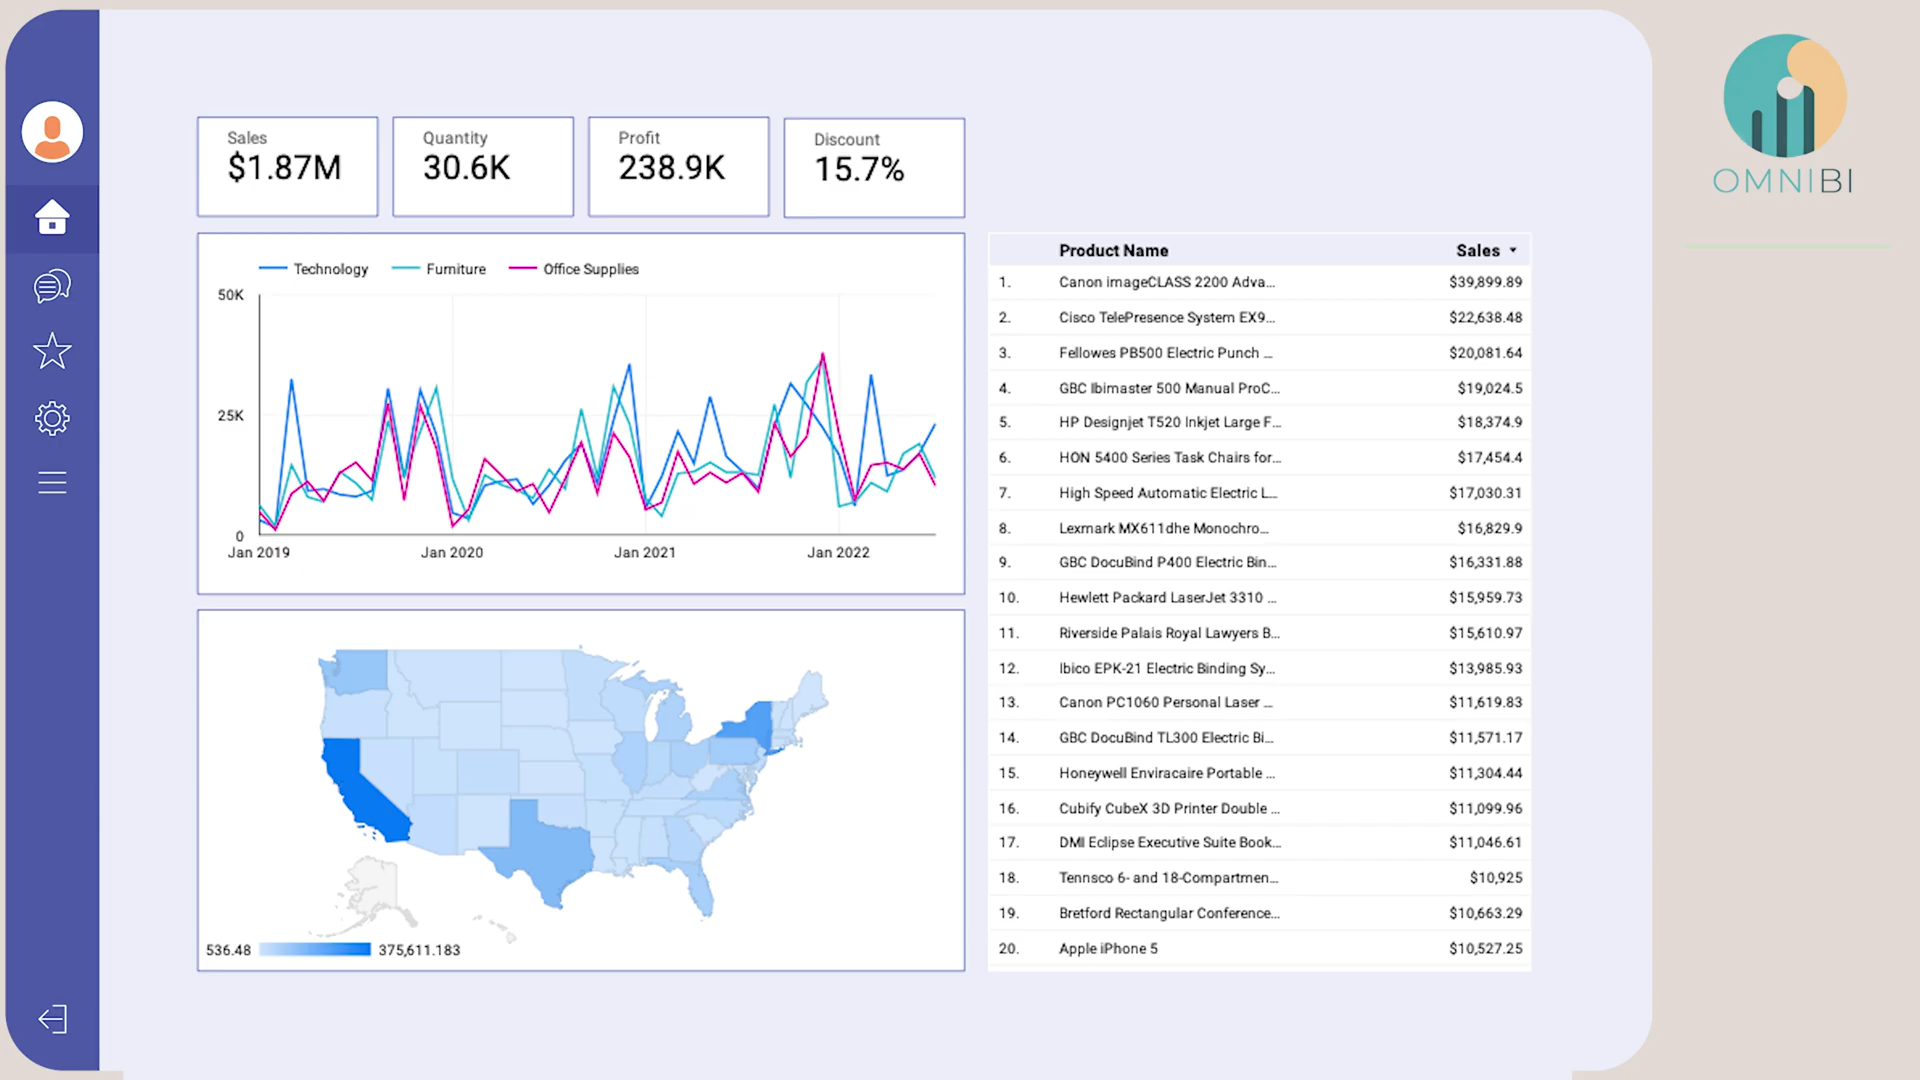 OMNIBI
Sales
$1.87M
Quantity
30.6K
Profit
238.9K
Discount
15.7%
Technology Furniture Office Supplies
50K
25K
0
Jan 2019 Jan 2020 Jan 2021 Jan 2022
536.48 375,611.183
Product Name Sales
1. Canon imageCLASS 2200 Adva... $39,899.89
2. Cisco TelePresence System EX9... $22,638.48
3. Fellowes PB500 Electric Punch ... $20,081.64
4. GBC Ibimaster 500 Manual ProC... $19,024.5
5. HP Designjet T520 Inkjet Large F... $18,374.9
6. HON 5400 Series Task Chairs for... $17,454.4
7. High Speed Automatic Electric L... $17,030.31
8. Lexmark MX611dhe Monochro... $16,829.9
9. GBC DocuBind P400 Electric Bin... $16,331.88
10. Hewlett Packard LaserJet 3310 ... $15,959.73
11. Riverside Palais Royal Lawyers B... $15,610.97
12. Ibico EPK-21 Electric Binding Sy... $13,985.93
13. Canon PC1060 Personal Laser ... $11,619.83
14. GBC DocuBind TL300 Electric Bi... $11,571.17
15. Honeywell Enviracaire Portable ... $11,304.44
16. Cubify CubeX 3D Printer Double ... $11,099.96
17. DMI Eclipse Executive Suite Book... $11,046.61
18. Tennsco 6- and 18-Compartmen... $10,925
19. Bretford Rectangular Conference... $10,663.29
20. Apple iPhone 5 $10,527.25